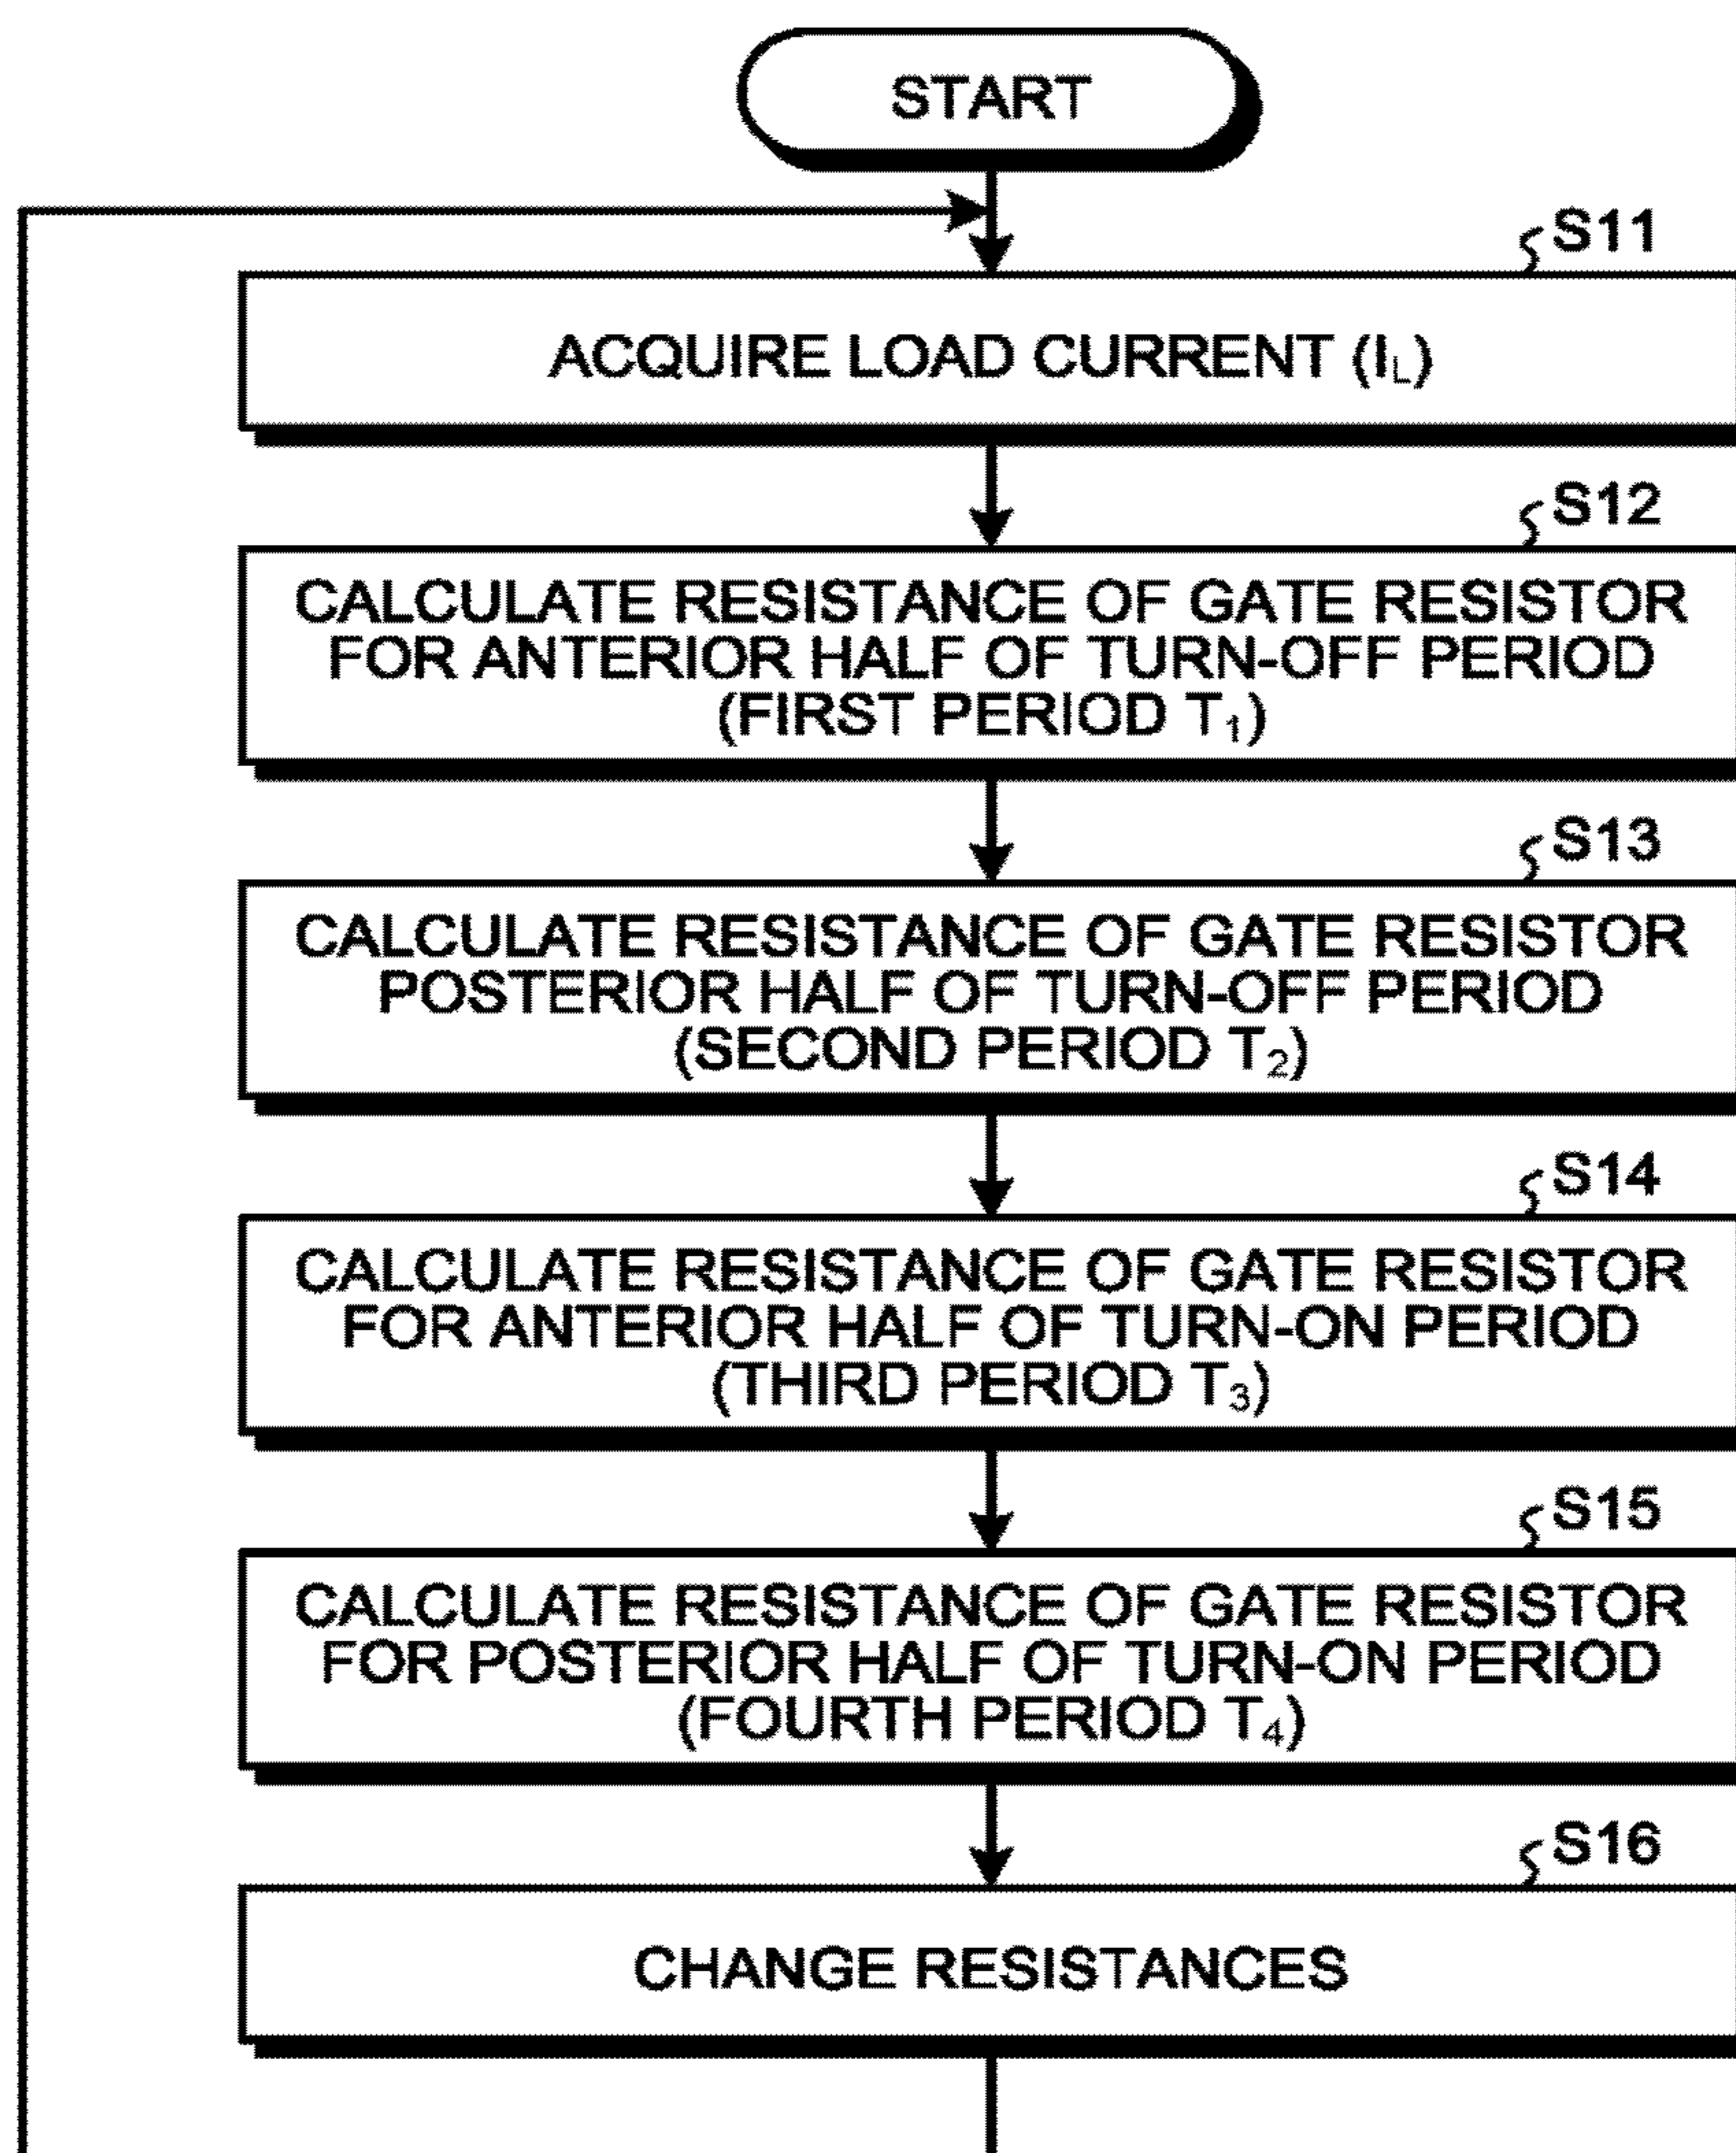 START
S11
ACQUIRE LOAD CURRENT (I_L)
S12
CALCULATE RESISTANCE OF GATE RESISTOR
FOR ANTERIOR HALF OF TURN-OFF PERIOD
(FIRST PERIOD T₁)
S13
CALCULATE RESISTANCE OF GATE RESISTOR
POSTERIOR HALF OF TURN-OFF PERIOD
(SECOND PERIOD T₂)
S14
CALCULATE RESISTANCE OF GATE RESISTOR
FOR ANTERIOR HALF OF TURN-ON PERIOD
(THIRD PERIOD T₃)
S15
CALCULATE RESISTANCE OF GATE RESISTOR
FOR POSTERIOR HALF OF TURN-ON PERIOD
(FOURTH PERIOD T₄)
S16
CHANGE RESISTANCES